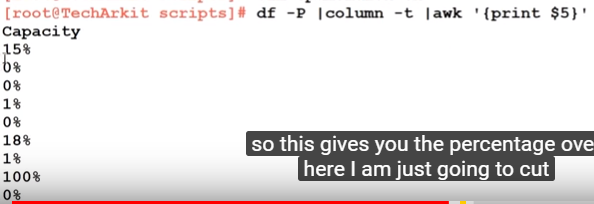 [root@TechArkit scripts]# df -P |column -t |awk '{print $5}'
Capacity
15%
0%
0%
1%
0%
18%
1%
100%
0%
so this gives you the percentage ove
here I am just going to cut